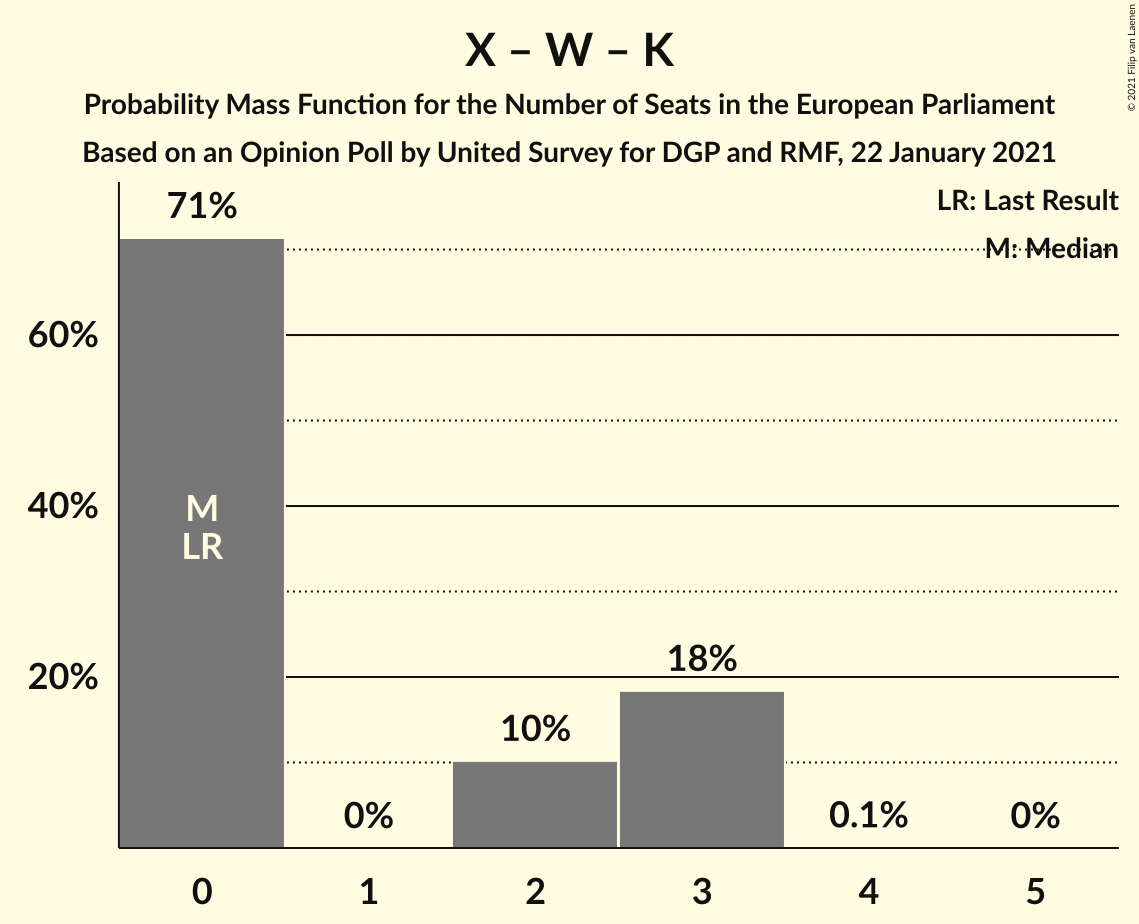 X – W – K
Probability Mass Function for the Number of Seats in the European Parliament
Based on an Opinion Poll by United Survey for DGP and RMF, 22 January 2021
© 2021 Filip van Laenen
LR: Last Result
M: Median
71%
60%
40%
20%
M
LR
0%
10%
18%
0.1%
0%
0
1
2
3
4
5